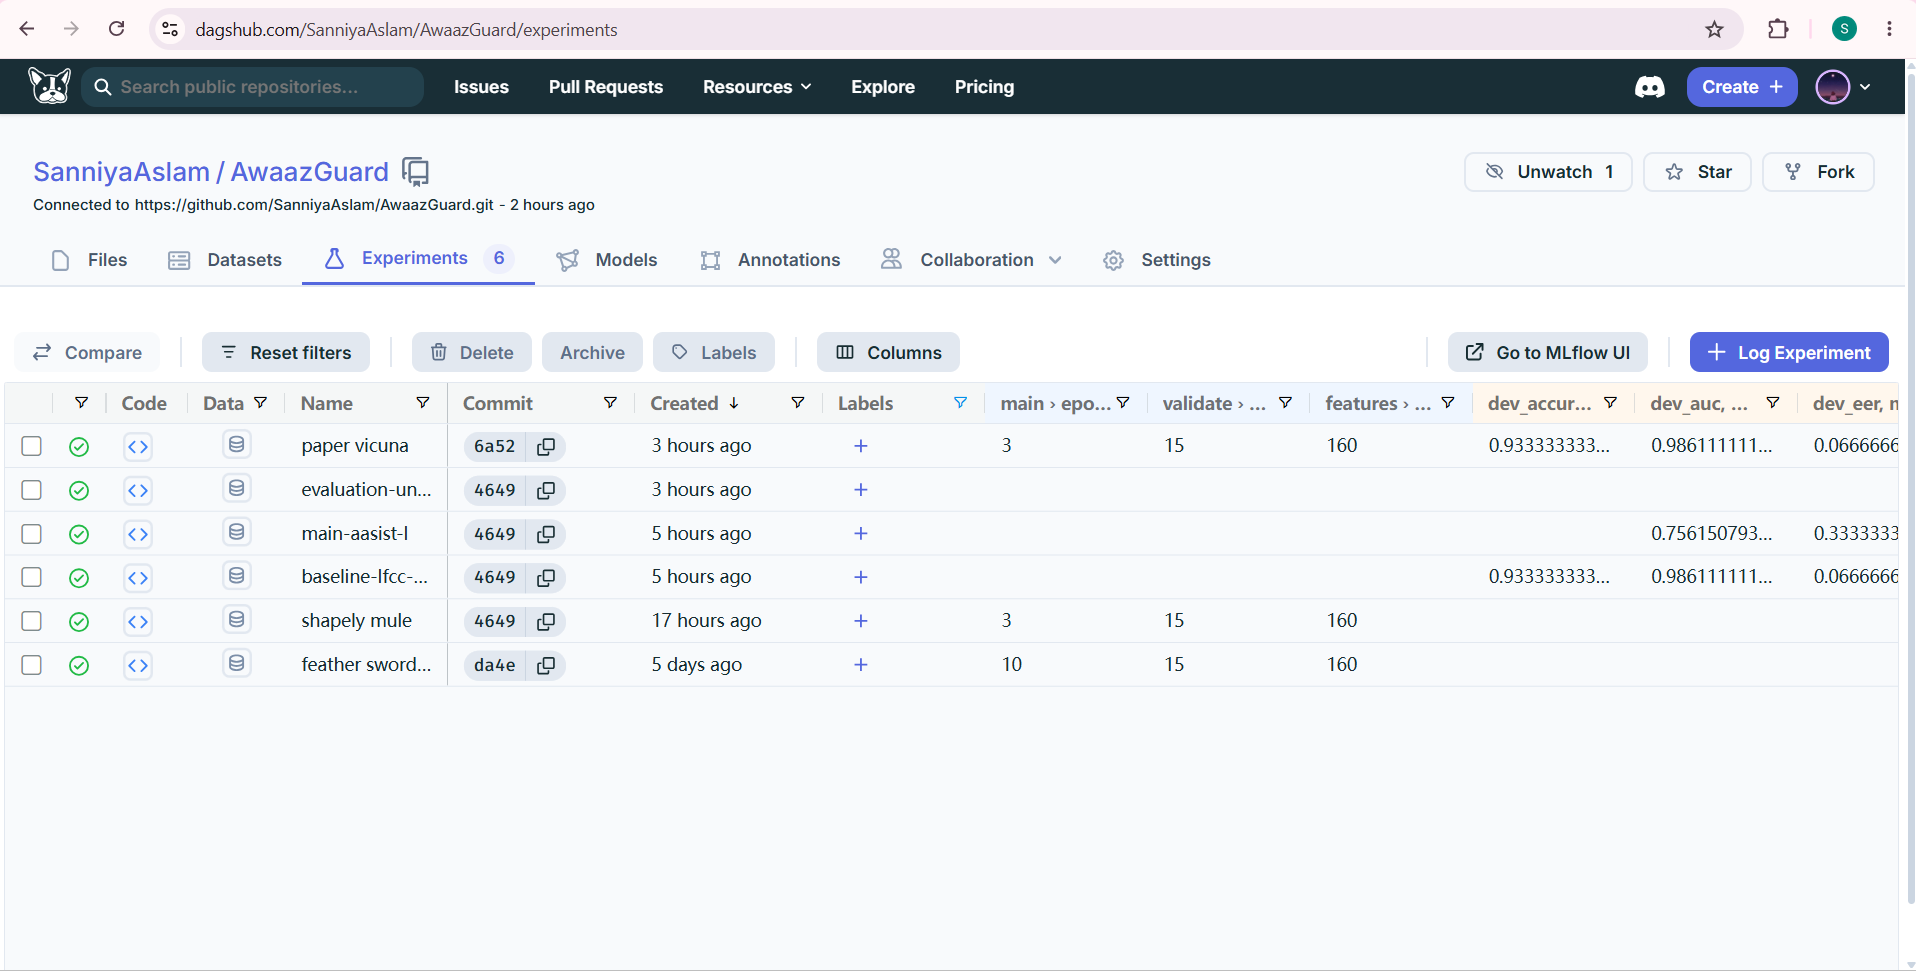 dagshub.com/SanniyaAslam/AwaazGuard/experiments
S
Search public repositories...
Issues
Pull Requests
Resources
Explore
Pricing
Create +
SanniyaAslam / AwaazGuard
Unwatch 1
Star
Fork
Connected to https://github.com/SanniyaAslam/AwaazGuard.git - 2 hours ago
Files
Datasets
Experiments 6
Models
Annotations
Collaboration
Settings
Compare
Reset filters
Delete
Archive
Labels
Columns
Go to MLflow UI
+ Log Experiment
Code Data Name Commit Created ↓ Labels main › epo... validate › ... features › ... dev_accur... dev_auc, ... dev_eer, n
paper vicuna 6a52 3 hours ago + 3 15 160 0.933333333... 0.986111111... 0.0666666
evaluation-un... 4649 3 hours ago +
main-aasist-l 4649 5 hours ago + 0.756150793... 0.3333333
baseline-lfcc-... 4649 5 hours ago + 0.933333333... 0.986111111... 0.0666666
shapely mule 4649 17 hours ago + 3 15 160
feather sword... da4e 5 days ago + 10 15 160